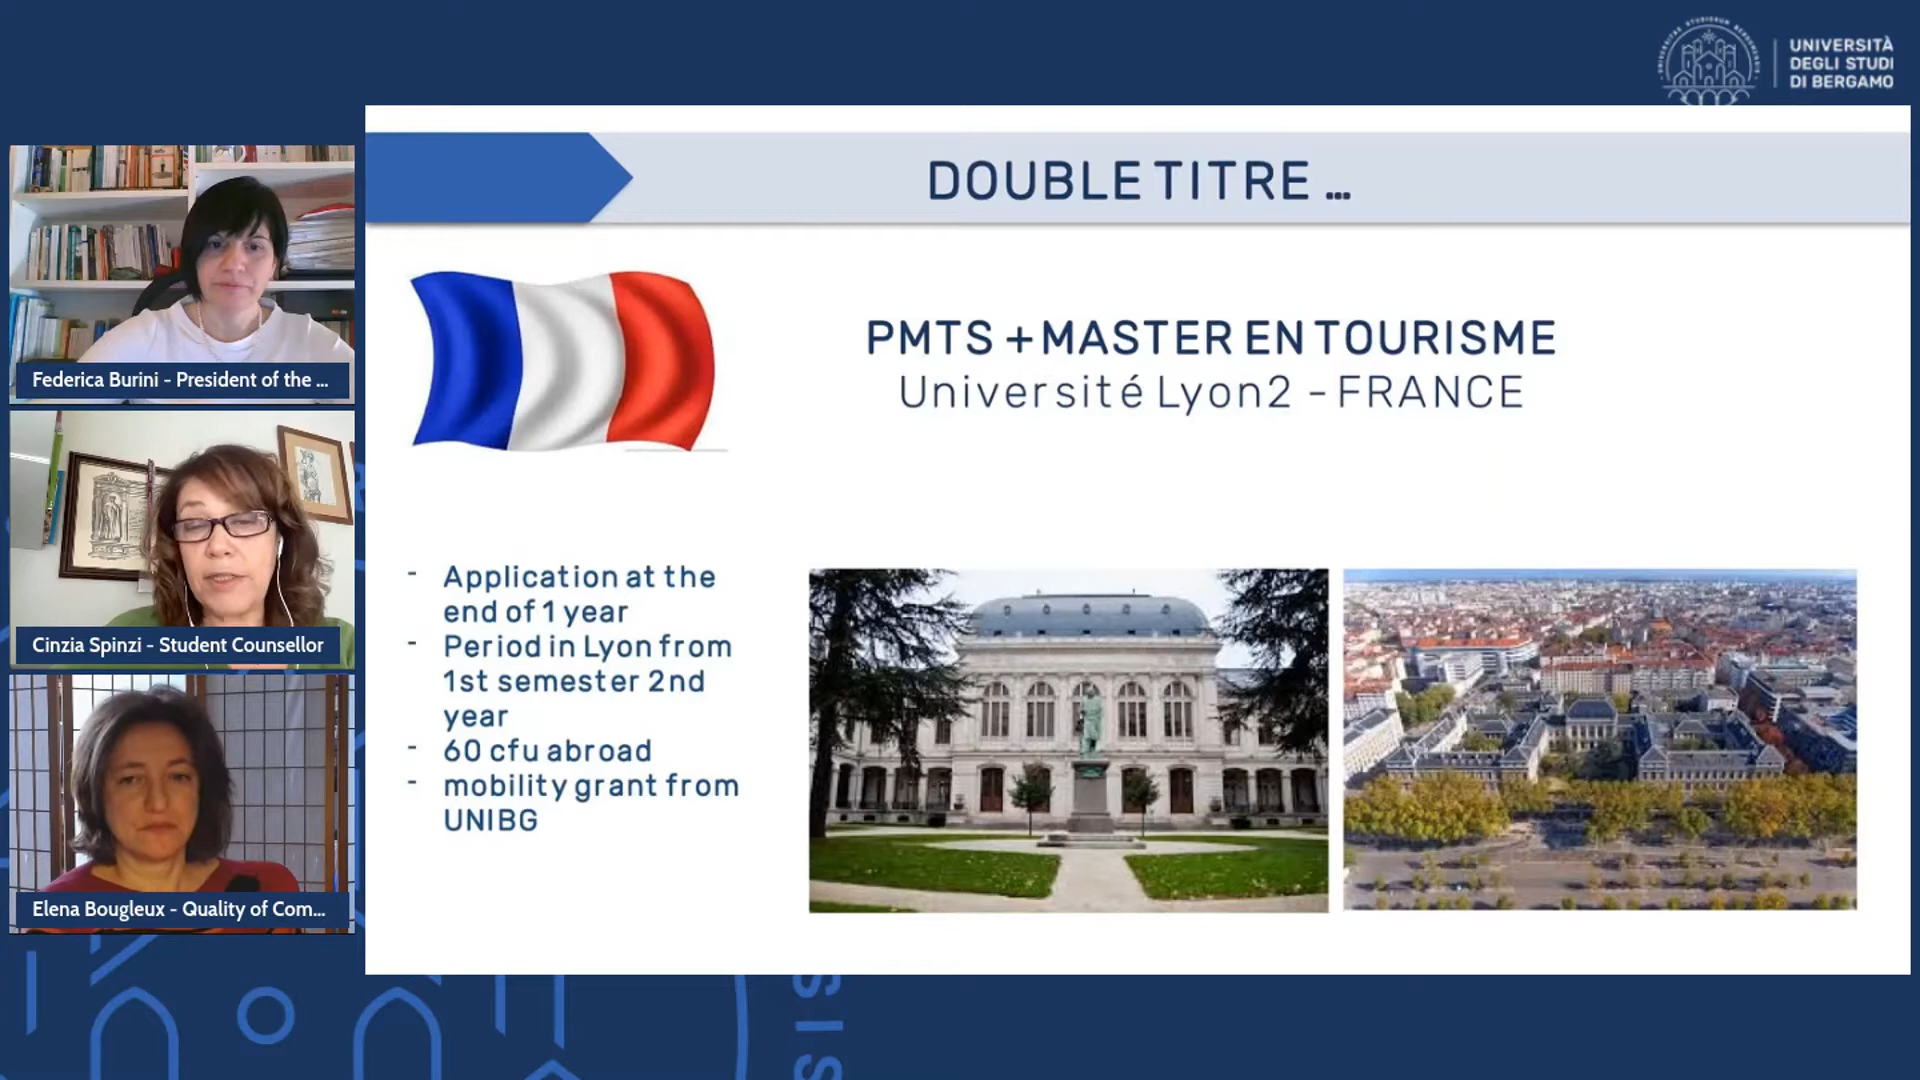 UNIVERSITÀ
DEGLI STUDI
DI BERGAMO
DOUBLE TITRE ...
PMTS + MASTER EN TOURISME
Université Lyon2 - FRANCE
- Application at the
end of 1 year
- Period in Lyon from
1st semester 2nd
year
- 60 cfu abroad
- mobility grant from
UNIBG
Federica Burini - President of the ...
Cinzia Spinzi - Student Counsellor
Elena Bougleux - Quality of Com...
SIS